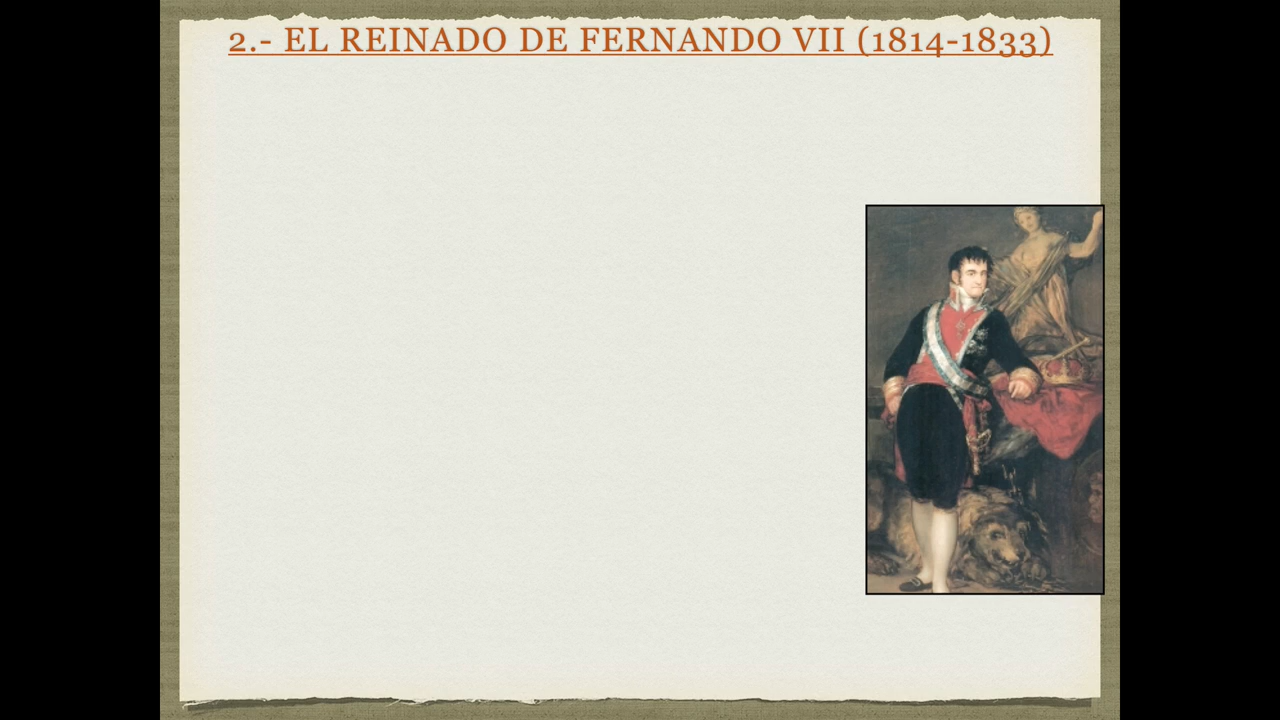 2.- EL REINADO DE FERNANDO VII (1814-1833)